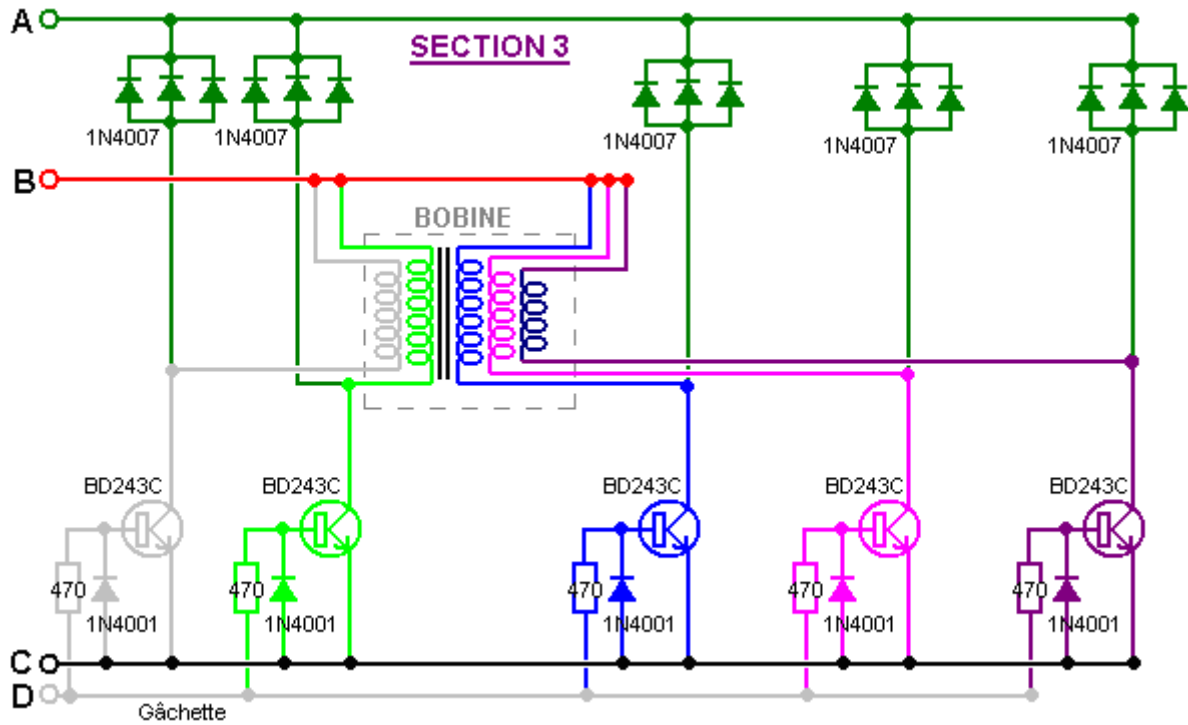 A
SECTION 3
1N4007
1N4007
1N4007
1N4007
1N4007
B
BOBINE
BD243C
BD243C
BD243C
BD243C
BD243C
470
470
470
470
470
1N4001
1N4001
1N4001
1N4001
1N4001
C
D
Gâchette